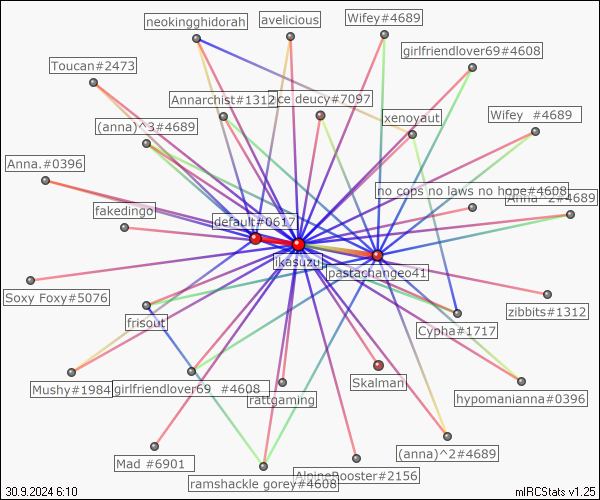 neokingghidorah
avelicious
Wifey#4689
girlfriendlover69#4608
Toucan#2473
Annarchist#1312
ce deucy#7097
xenoyaut
Wifey #4689
(anna)^3#4689
Anna.#0396
no cops no laws no hope#4608
Anna^2#4689
fakedingo
default#0617
ikasuzu
pastachangeo41
Soxy Foxy#5076
zibbits#1312
frisout
Cypha#1717
Mushy#1984
girlfriendlover69 #4608
rattgaming
Skalman
hypomanianna#0396
Mad #6901
(anna)^2#4689
AlpineRooster#2156
ramshackle gorey#4608
30.9.2024 6:10
mIRCStats v1.25